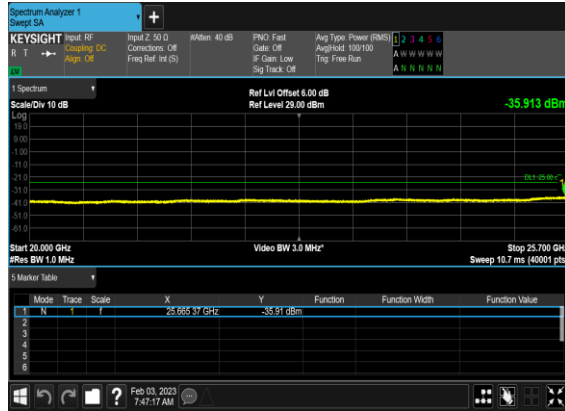 Spectrum Analyzer 1
Swept SA
+
KEYSIGHT
R T
LXI
Input: RF
Coupling: DC
Align: Off
Input Z: 50 Ω
Corrections: Off
Freq Ref: Int (S)
#Atten: 40 dB
PNO: Fast
Gate: Off
IF Gain: Low
Sig Track: Off
Avg Type: Power (RMS)
Avg|Hold: 100/100
Trig: Free Run
1 2 3 4 5 6
A W W W W W
A N N N N N
1 Spectrum
Scale/Div 10 dB
Ref Lvl Offset 6.00 dB
Ref Level 29.00 dBm
-35.913 dBm
Log
19.0
9.00
-1.00
-11.0
-21.0
DL1 -25.00
-31.0
-41.0
-51.0
-61.0
Start 20.000 GHz
#Res BW 1.0 MHz
Video BW 3.0 MHz*
Stop 25.700 GH
Sweep 10.7 ms (40001 pts
5 Marker Table
Mode Trace Scale X Y Function Function Width Function Value
1 N 1 f 25.665 37 GHz -35.91 dBm
2
3
4
5
6
? Feb 03, 2023
7:47:17 AM